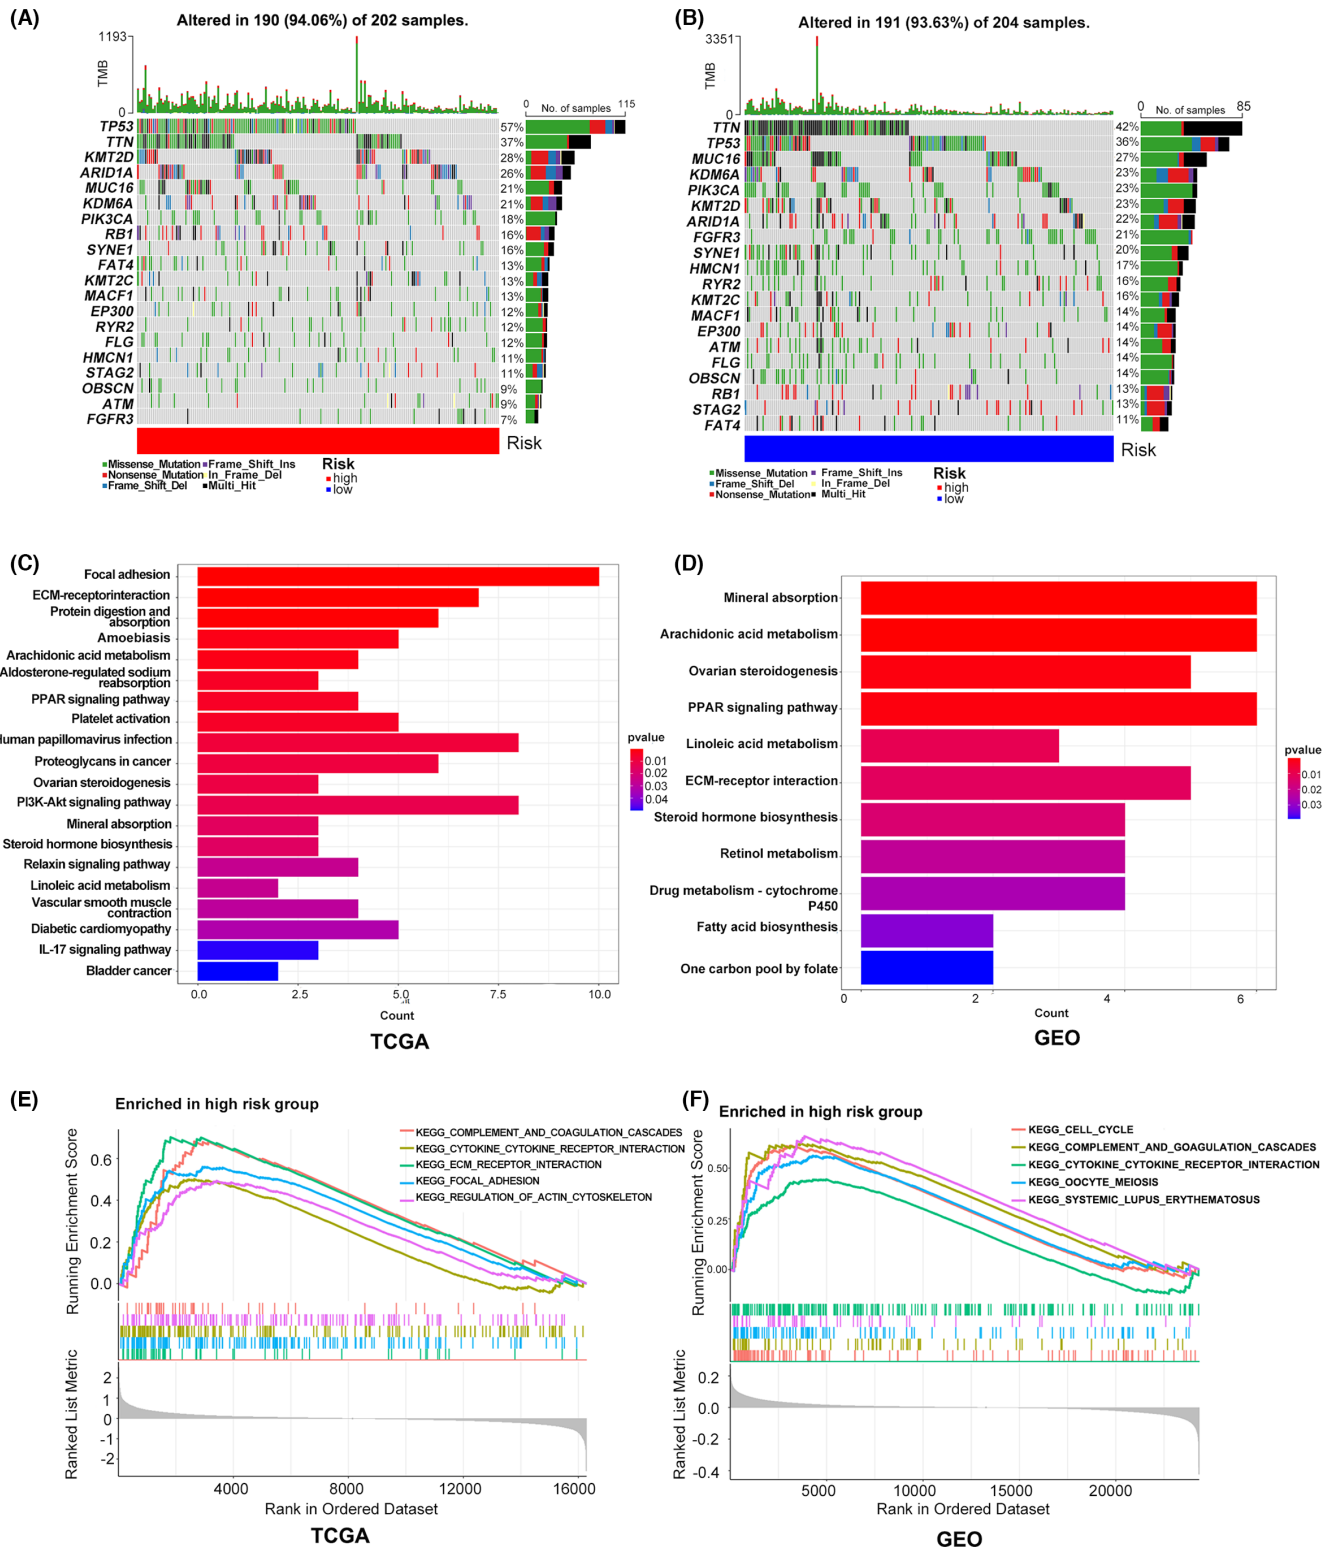 (A)
Altered in 190 (94.06%) of 202 samples.
1193
TMB
0
0
No. of samples
115
TP53 57%
TTN 37%
KMT2D 28%
ARID1A 26%
MUC16 21%
KDM6A 21%
PIK3CA 18%
RB1 16%
SYNE1 16%
FAT4 13%
KMT2C 13%
MACF1 13%
EP300 12%
RYR2 12%
FLG 12%
HMCN1 11%
STAG2 11%
OBSCN 9%
ATM 9%
FGFR3 7%
Risk
Missense_Mutation Frame_Shift_Ins
Nonsense_Mutation In_Frame_Del
Frame_Shift_Del Multi_Hit
Risk
high
low
(B)
Altered in 191 (93.63%) of 204 samples.
3351
TMB
0
0
No. of samples
85
TTN 42%
TP53 36%
MUC16 27%
KDM6A 23%
PIK3CA 23%
KMT2D 23%
ARID1A 22%
FGFR3 21%
SYNE1 20%
HMCN1 17%
RYR2 16%
KMT2C 16%
MACF1 14%
EP300 14%
ATM 14%
FLG 14%
OBSCN 14%
RB1 13%
STAG2 13%
FAT4 11%
Risk
Missense_Mutation Frame_Shift_Ins
Frame_Shift_Del In_Frame_Del
Nonsense_Mutation Multi_Hit
Risk
high
low
(C)
Focal adhesion
ECM-receptorinteraction
Protein digestion and
absorption
Amoebiasis
Arachidonic acid metabolism
Aldosterone-regulated sodium
reabsorption
PPAR signaling pathway
Platelet activation
Human papillomavirus infection
Proteoglycans in cancer
Ovarian steroidogenesis
PI3K-Akt signaling pathway
Mineral absorption
Steroid hormone biosynthesis
Relaxin signaling pathway
Linoleic acid metabolism
Vascular smooth muscle
contraction
Diabetic cardiomyopathy
IL-17 signaling pathway
Bladder cancer
0.0 2.5 5.0 7.5 10.0
Count
TCGA
pvalue
0.01
0.02
0.03
0.04
(D)
Mineral absorption
Arachidonic acid metabolism
Ovarian steroidogenesis
PPAR signaling pathway
Linoleic acid metabolism
ECM-receptor interaction
Steroid hormone biosynthesis
Retinol metabolism
Drug metabolism - cytochrome
P450
Fatty acid biosynthesis
One carbon pool by folate
0 2 4 6
Count
GEO
pvalue
0.01
0.02
0.03
(E)
Enriched in high risk group
KEGG_COMPLEMENT_AND_COAGULATION_CASCADES
KEGG_CYTOKINE_CYTOKINE_RECEPTOR_INTERACTION
KEGG_ECM_RECEPTOR_INTERACTION
KEGG_FOCAL_ADHESION
KEGG_REGULATION_OF_ACTIN_CYTOSKELETON
Running Enrichment Score
0.6
0.4
0.2
0.0
Ranked List Metric
2
1
0
-1
-2
4000 8000 12000 16000
Rank in Ordered Dataset
TCGA
(F)
Enriched in high risk group
KEGG_CELL_CYCLE
KEGG_COMPLEMENT_AND_GOAGULATION_CASCADES
KEGG_CYTOKINE_CYTOKINE_RECEPTOR_INTERACTION
KEGG_OOCYTE_MEIOSIS
KEGG_SYSTEMIC_LUPUS_ERYTHEMATOSUS
Running Enrichment Score
0.50
0.25
0.00
Ranked List Metric
0.2
0.0
-0.2
-0.4
5000 10000 15000 20000
Rank in Ordered Dataset
GEO